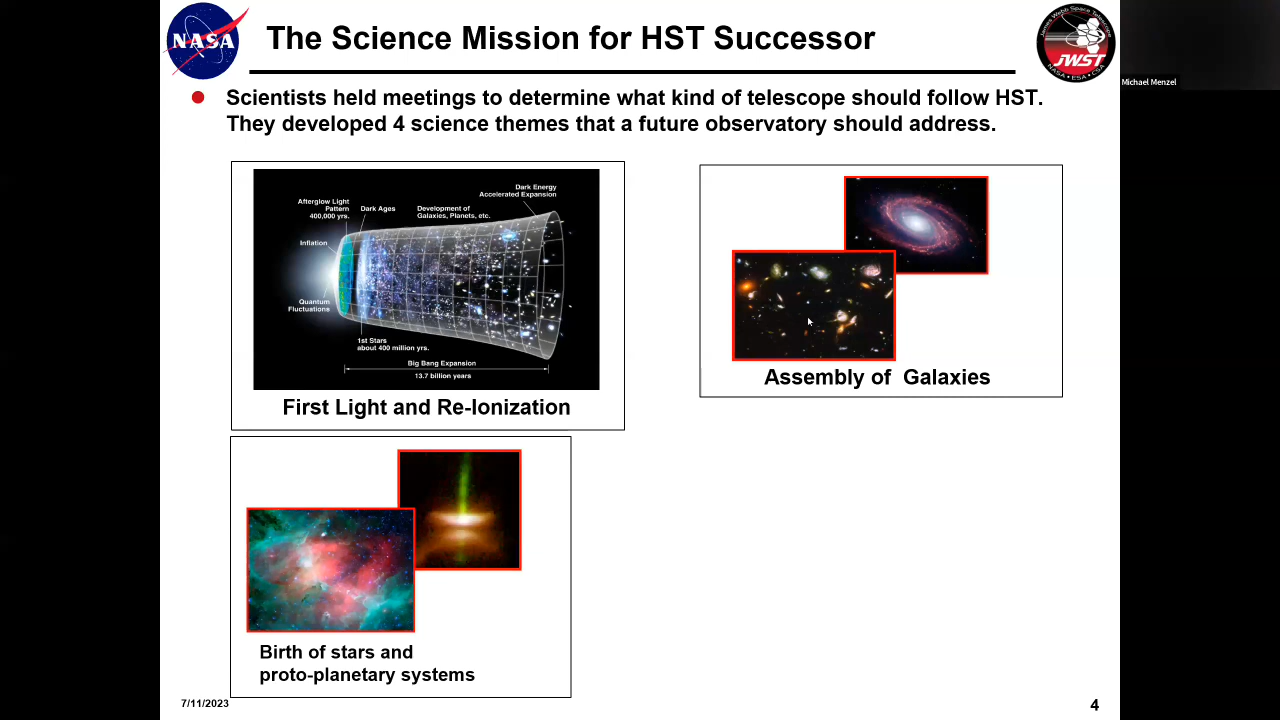 NASA
The Science Mission for HST Successor
James Webb Space Telescope
JWST
NASA • ESA • CSA
Michael Menzel
Scientists held meetings to determine what kind of telescope should follow HST.
They developed 4 science themes that a future observatory should address.
Dark Energy
Accelerated Expansion
Afterglow Light
Pattern
400,000 yrs.
Dark Ages
Development of
Galaxies, Planets, etc.
Inflation
Quantum
Fluctuations
1st Stars
about 400 million yrs.
Big Bang Expansion
13.7 billion years
First Light and Re-Ionization
Assembly of Galaxies
Birth of stars and
proto-planetary systems
7/11/2023
4